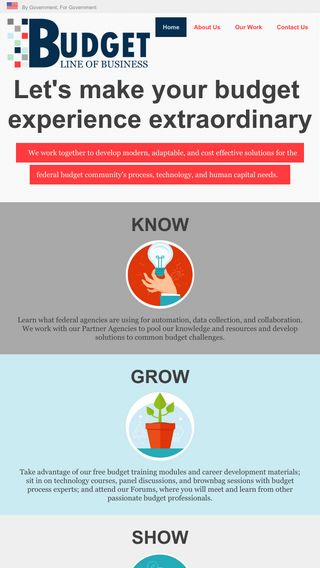 By Government, For Government
BUDGET
LINE OF BUSINESS
Home About Us Our Work Contact Us
Let's make your budget
experience extraordinary
We work together to develop modern, adaptable, and cost effective solutions for the
federal budget community's process, technology, and human capital needs.
KNOW
Learn what federal agencies are using for automation, data collection, and collaboration.
We work with our Partner Agencies to pool our knowledge and resources and develop
solutions to common budget challenges.
GROW
Take advantage of our free budget training modules and career development materials;
sit in on technology courses, panel discussions, and brownbag sessions with budget
process experts; and attend our Forums, where you will meet and learn from other
passionate budget professionals.
SHOW